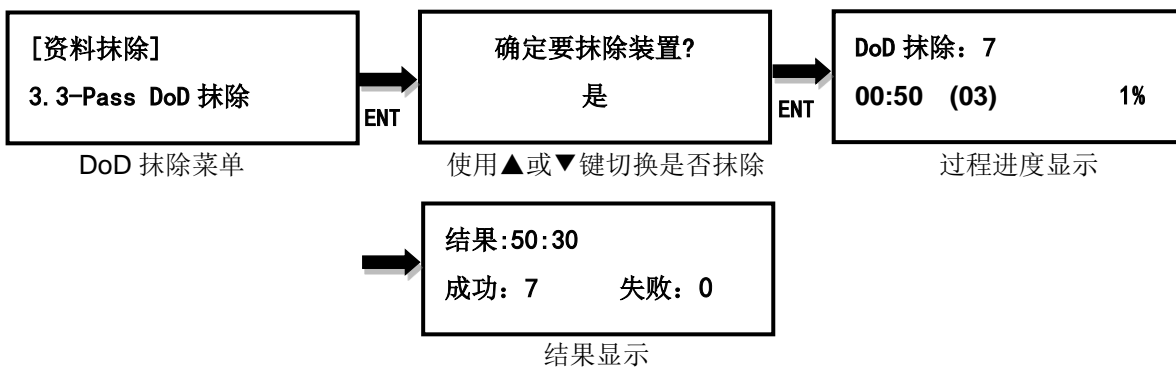 [资料抹除]
3.3-Pass DoD 抹除
ENT
确定要抹除装置?
是
ENT
DoD 抹除：7
00:50 (03) 1%
DoD 抹除菜单
使用▲或▼键切换是否抹除
过程进度显示
结果:50:30
成功：7 失败：0
结果显示